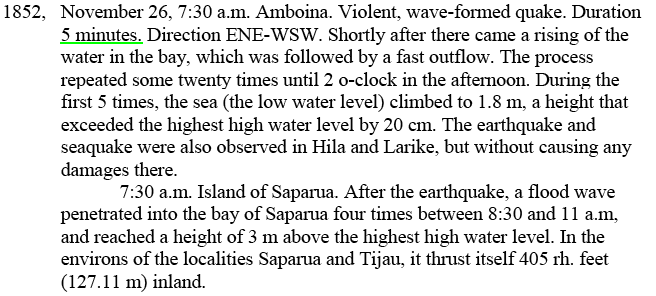 1852, November 26, 7:30 a.m. Amboina. Violent, wave-formed quake. Duration
5 minutes. Direction ENE-WSW. Shortly after there came a rising of the
water in the bay, which was followed by a fast outflow. The process
repeated some twenty times until 2 o-clock in the afternoon. During the
first 5 times, the sea (the low water level) climbed to 1.8 m, a height that
exceeded the highest high water level by 20 cm. The earthquake and
seaquake were also observed in Hila and Larike, but without causing any
damages there.
7:30 a.m. Island of Saparua. After the earthquake, a flood wave
penetrated into the bay of Saparua four times between 8:30 and 11 a.m,
and reached a height of 3 m above the highest high water level. In the
environs of the localities Saparua and Tijau, it thrust itself 405 rh. feet
(127.11 m) inland.